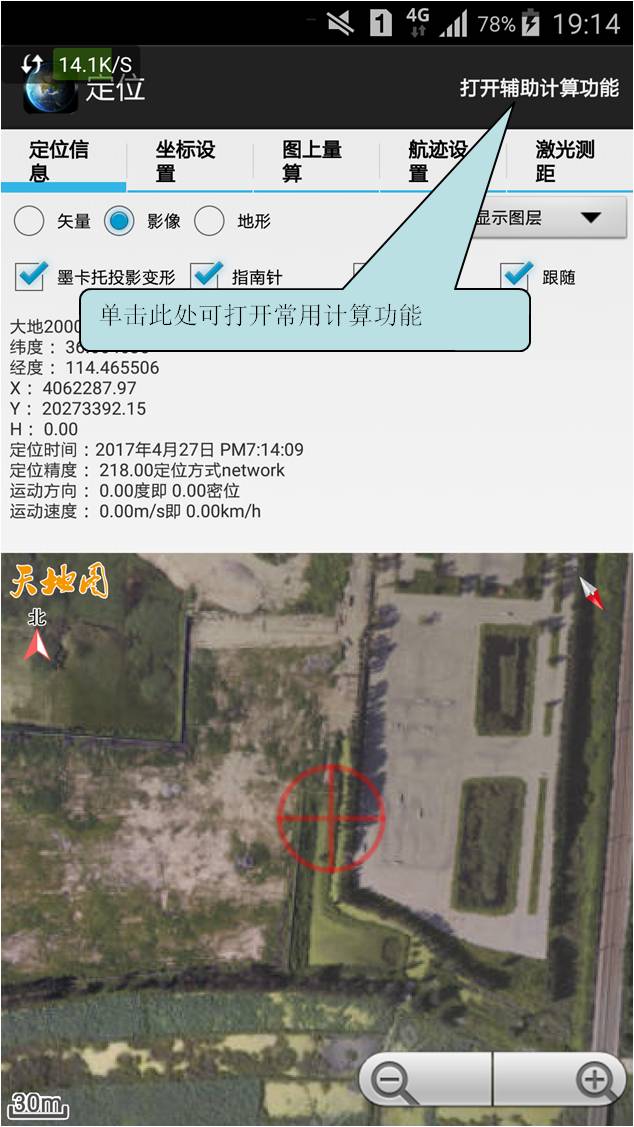 4G
78%
19:14
14.1K/S
定位
打开辅助计算功能
定位信息
坐标设置
图上量算
航迹设置
激光测距
矢量
影像
地形
显示图层
墨卡托投影变形
指南针
跟随
单击此处可打开常用计算功能
大地2000
纬度：36.
经度：114.465506
X：4062287.97
Y：20273392.15
H：0.00
定位时间：2017年4月27日 PM7:14:09
定位精度：218.00定位方式network
运动方向：0.00度即 0.00密位
运动速度：0.00m/s即 0.00km/h
天地图
北
30m